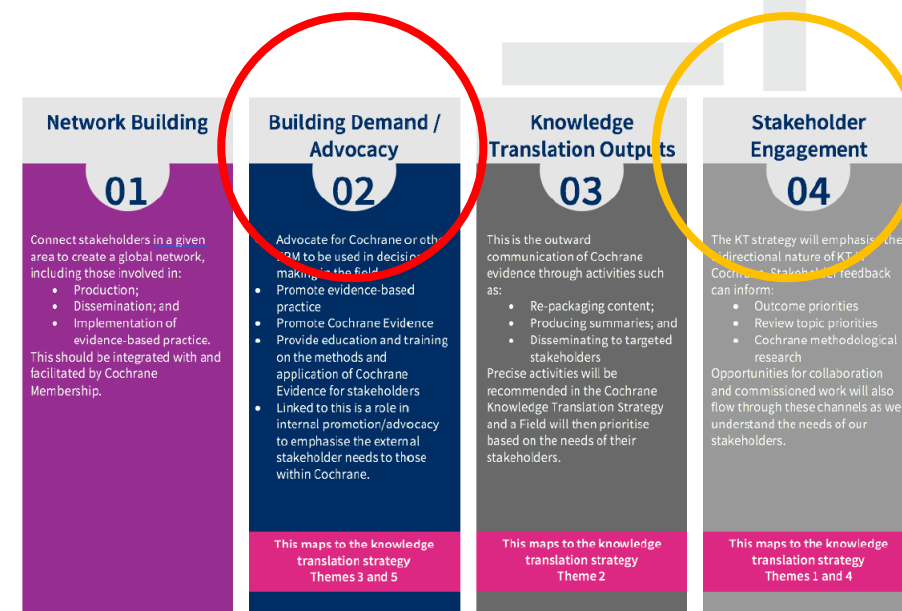 Network Building
01
Connect stakeholders in a given
area to create a global network,
including those involved in:
• Production;
• Dissemination; and
• Implementation of
evidence-based practice.
This should be integrated with and
facilitated by Cochrane
Membership.
Building Demand /
Advocacy
02
Advocate for Cochrane or
to be used in decision
making in the field
• Promote evidence-based
practice
• Promote Cochrane Evidence
• Provide education and training
on the methods and
application of Cochrane
Evidence for stakeholders
• Linked to this is a role in
internal promotion/advocacy
to emphasise the external
stakeholder needs to those
within Cochrane.
This maps to the knowledge
translation strategy
Themes 3 and 5
Knowledge
Translation Outputs
03
This is the outward
communication of Cochrane
evidence through activities such
as:
• Re-packaging content;
• Producing summaries; and
• Disseminating to targeted
stakeholders
Precise activities will be
recommended in the Cochrane
Knowledge Translation Strategy
and a Field will then prioritise
based on the needs of their
stakeholders.
This maps to the knowledge
translation strategy
Theme 2
Stakeholder
Engagement
04
The KT strategy will emphasise the
bidirectional nature of KT
Cochrane. Stakeholder feedback
can inform:
• Outcome priorities
• Review topic priorities
• Cochrane methodological
research
Opportunities for collaboration
and commissioned work will also
flow through these channels as we
understand the needs of our
stakeholders.
This maps to the knowledge
translation strategy
Themes 1 and 4